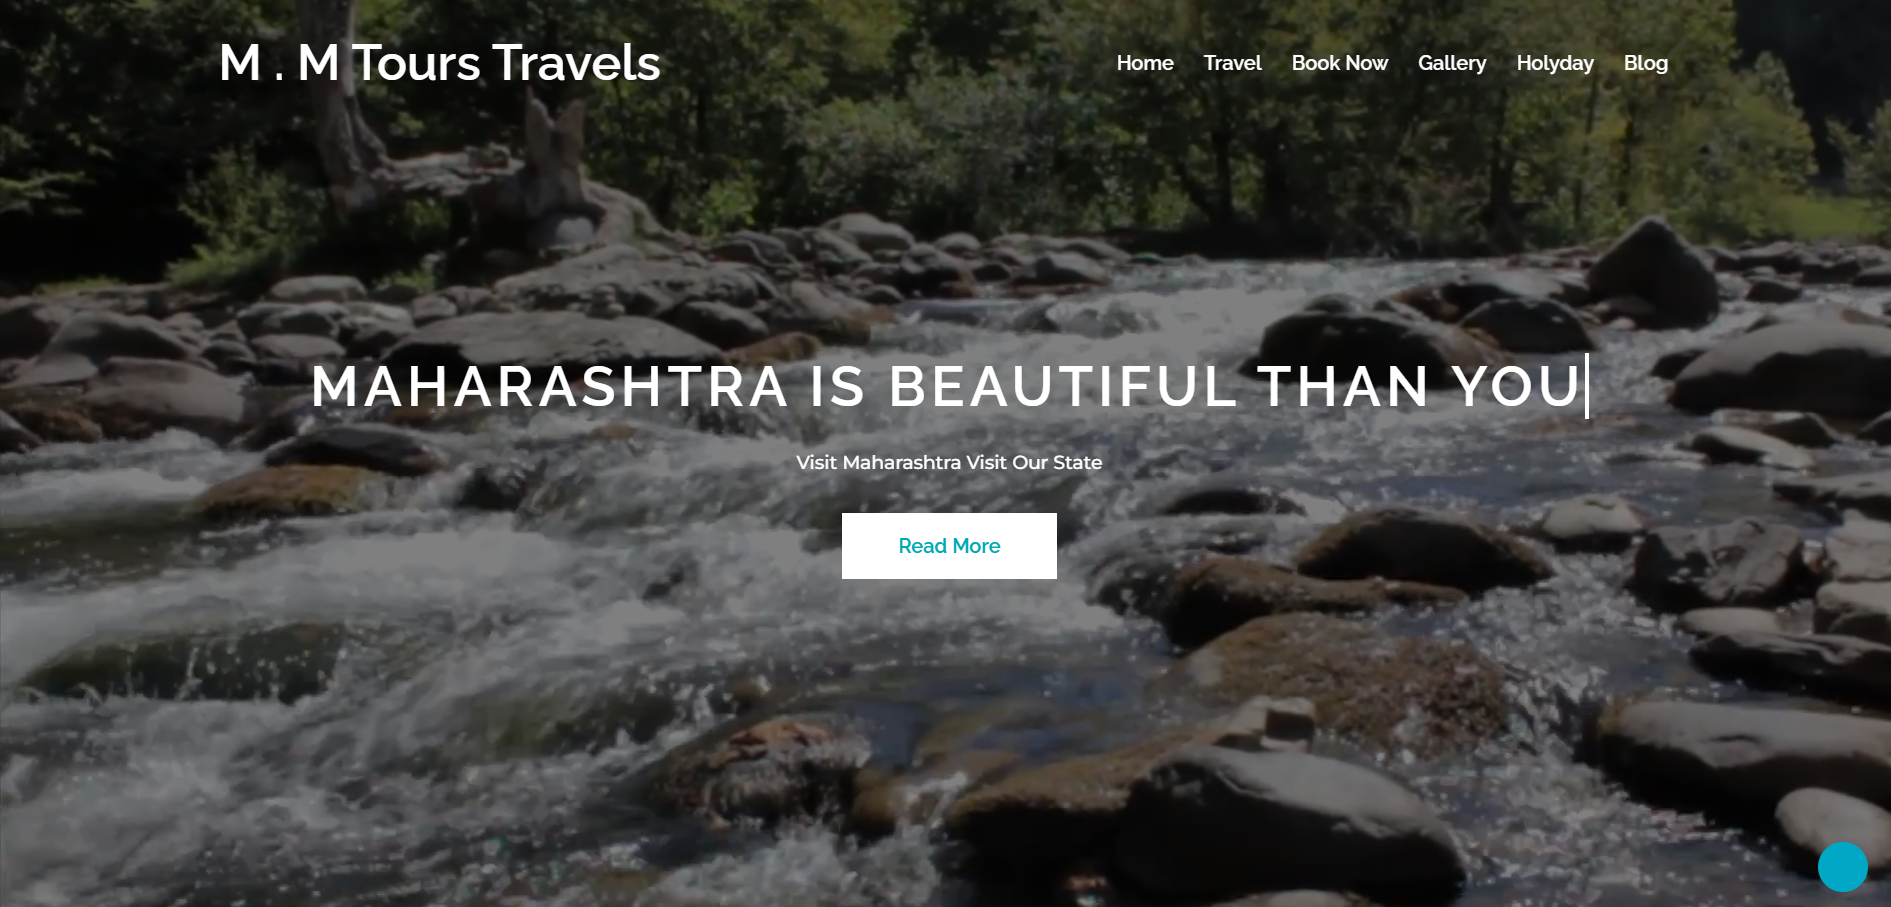 M . M Tours Travels
Home Travel Book Now Gallery Holyday Blog
MAHARASHTRA IS BEAUTIFUL THAN YOU
Visit Maharashtra Visit Our State
Read More